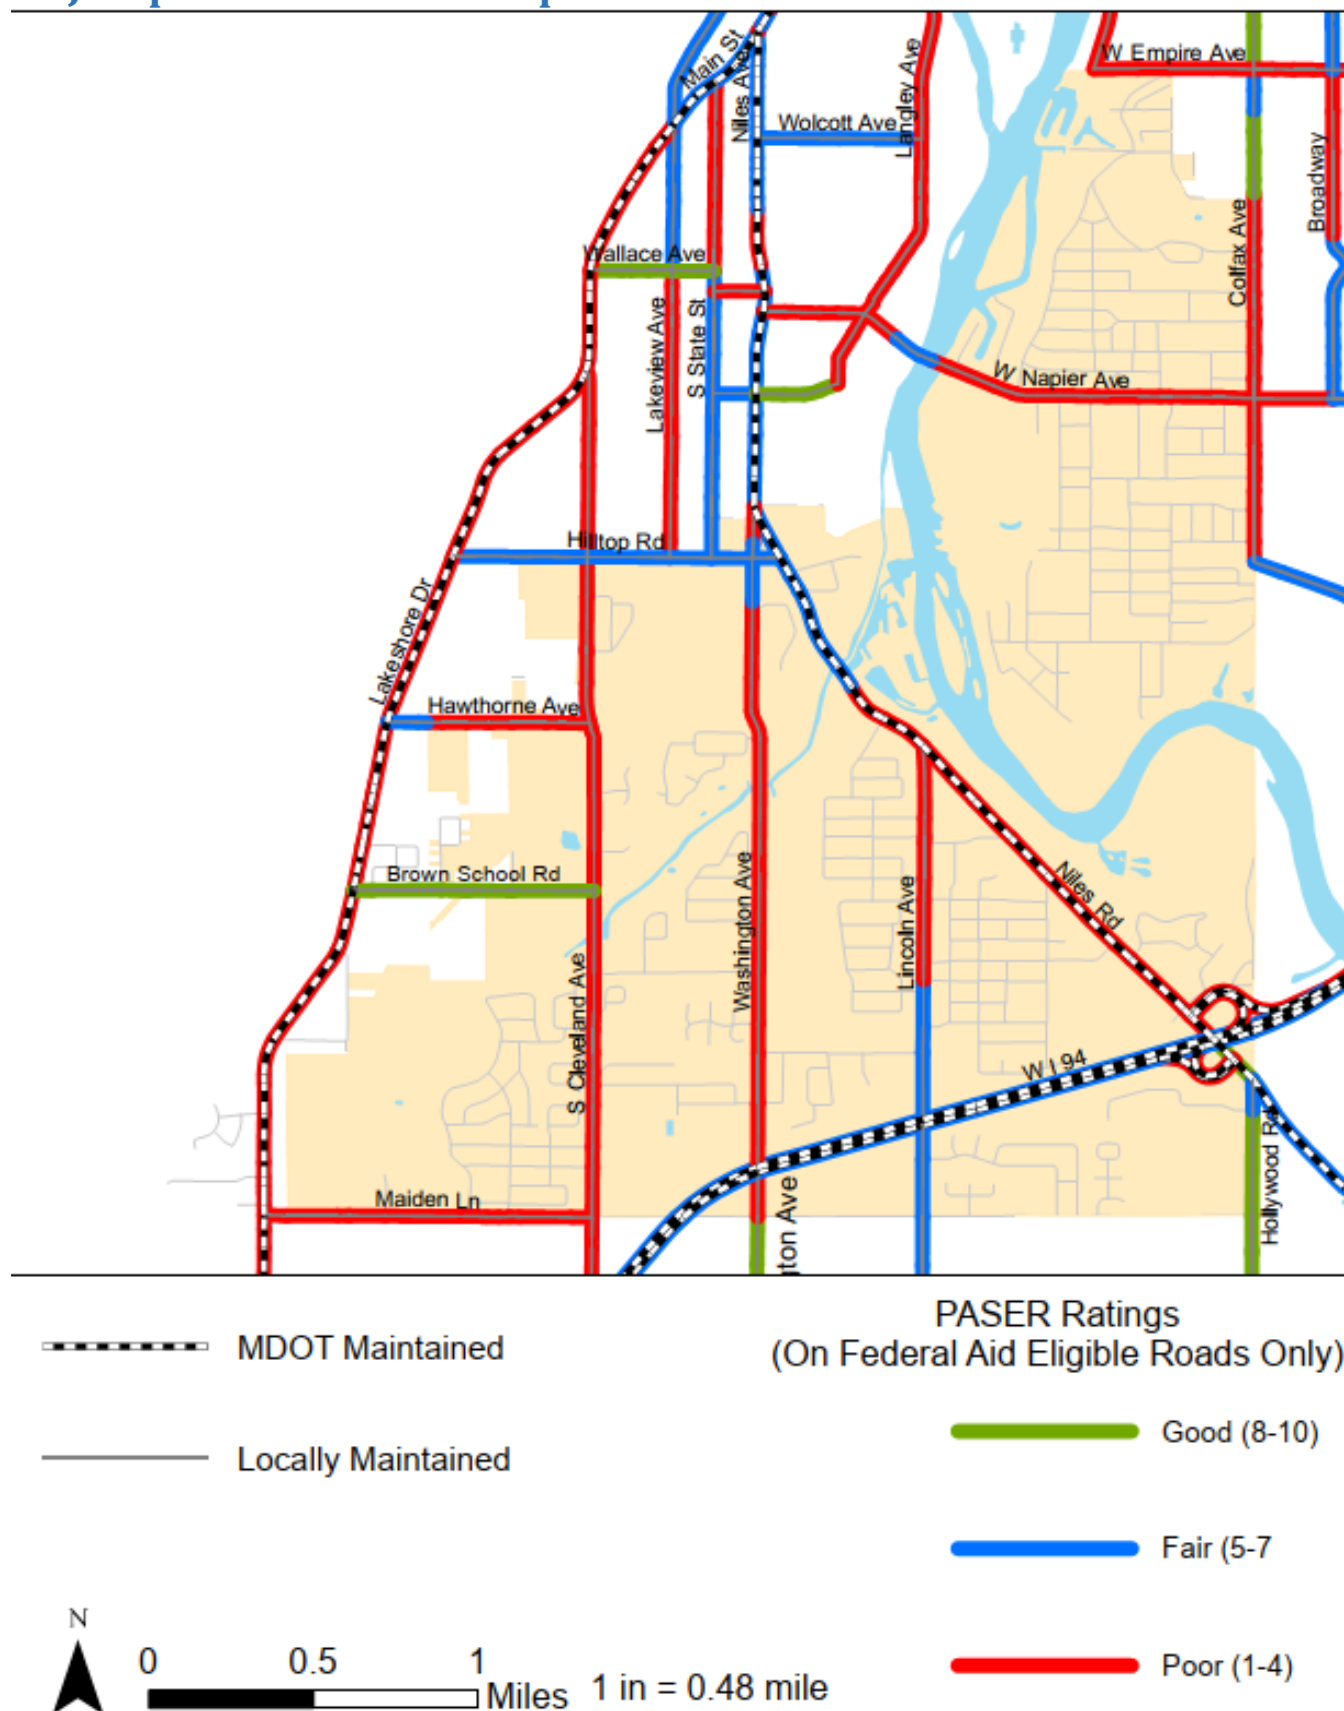 Main St
Niles Ave
Langley Ave
W Empire Ave
Wolcott Ave
Broadway
Wallace Ave
Colfax Ave
Lakeview Ave
S State St
W Napier Ave
Hilltop Rd
Lakeshore Dr
Hawthorne Ave
Brown School Rd
Washington Ave
Lincoln Ave
Niles Rd
S Cleveland Ave
W I 94
Hollywood Rd
Maiden Ln
gton Ave
PASER Ratings
MDOT Maintained
(On Federal Aid Eligible Roads Only)
Good (8-10)
Locally Maintained
Fair (5-7
N
0 0.5 1
Miles
1 in = 0.48 mile
Poor (1-4)